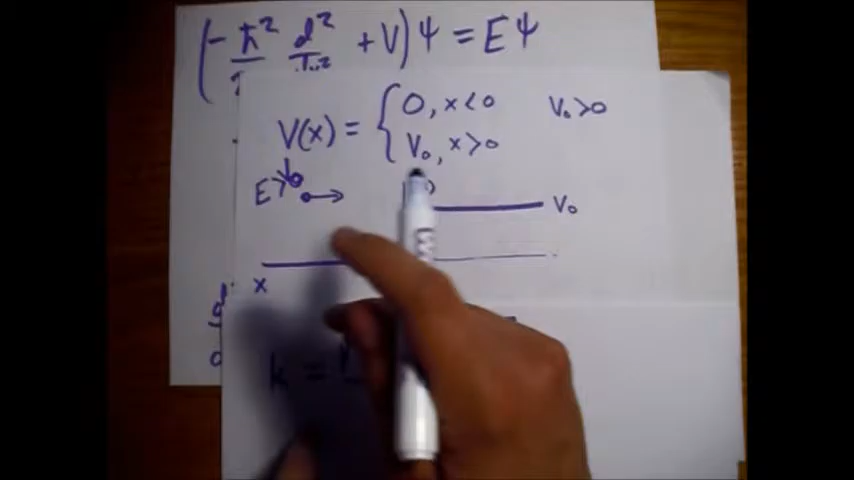 (-ħ² d² + V)Ψ = EΨ
V(x) = { 0, x<0 V₀>0
V₀, x>0
E>V₀
V₀
x
k =